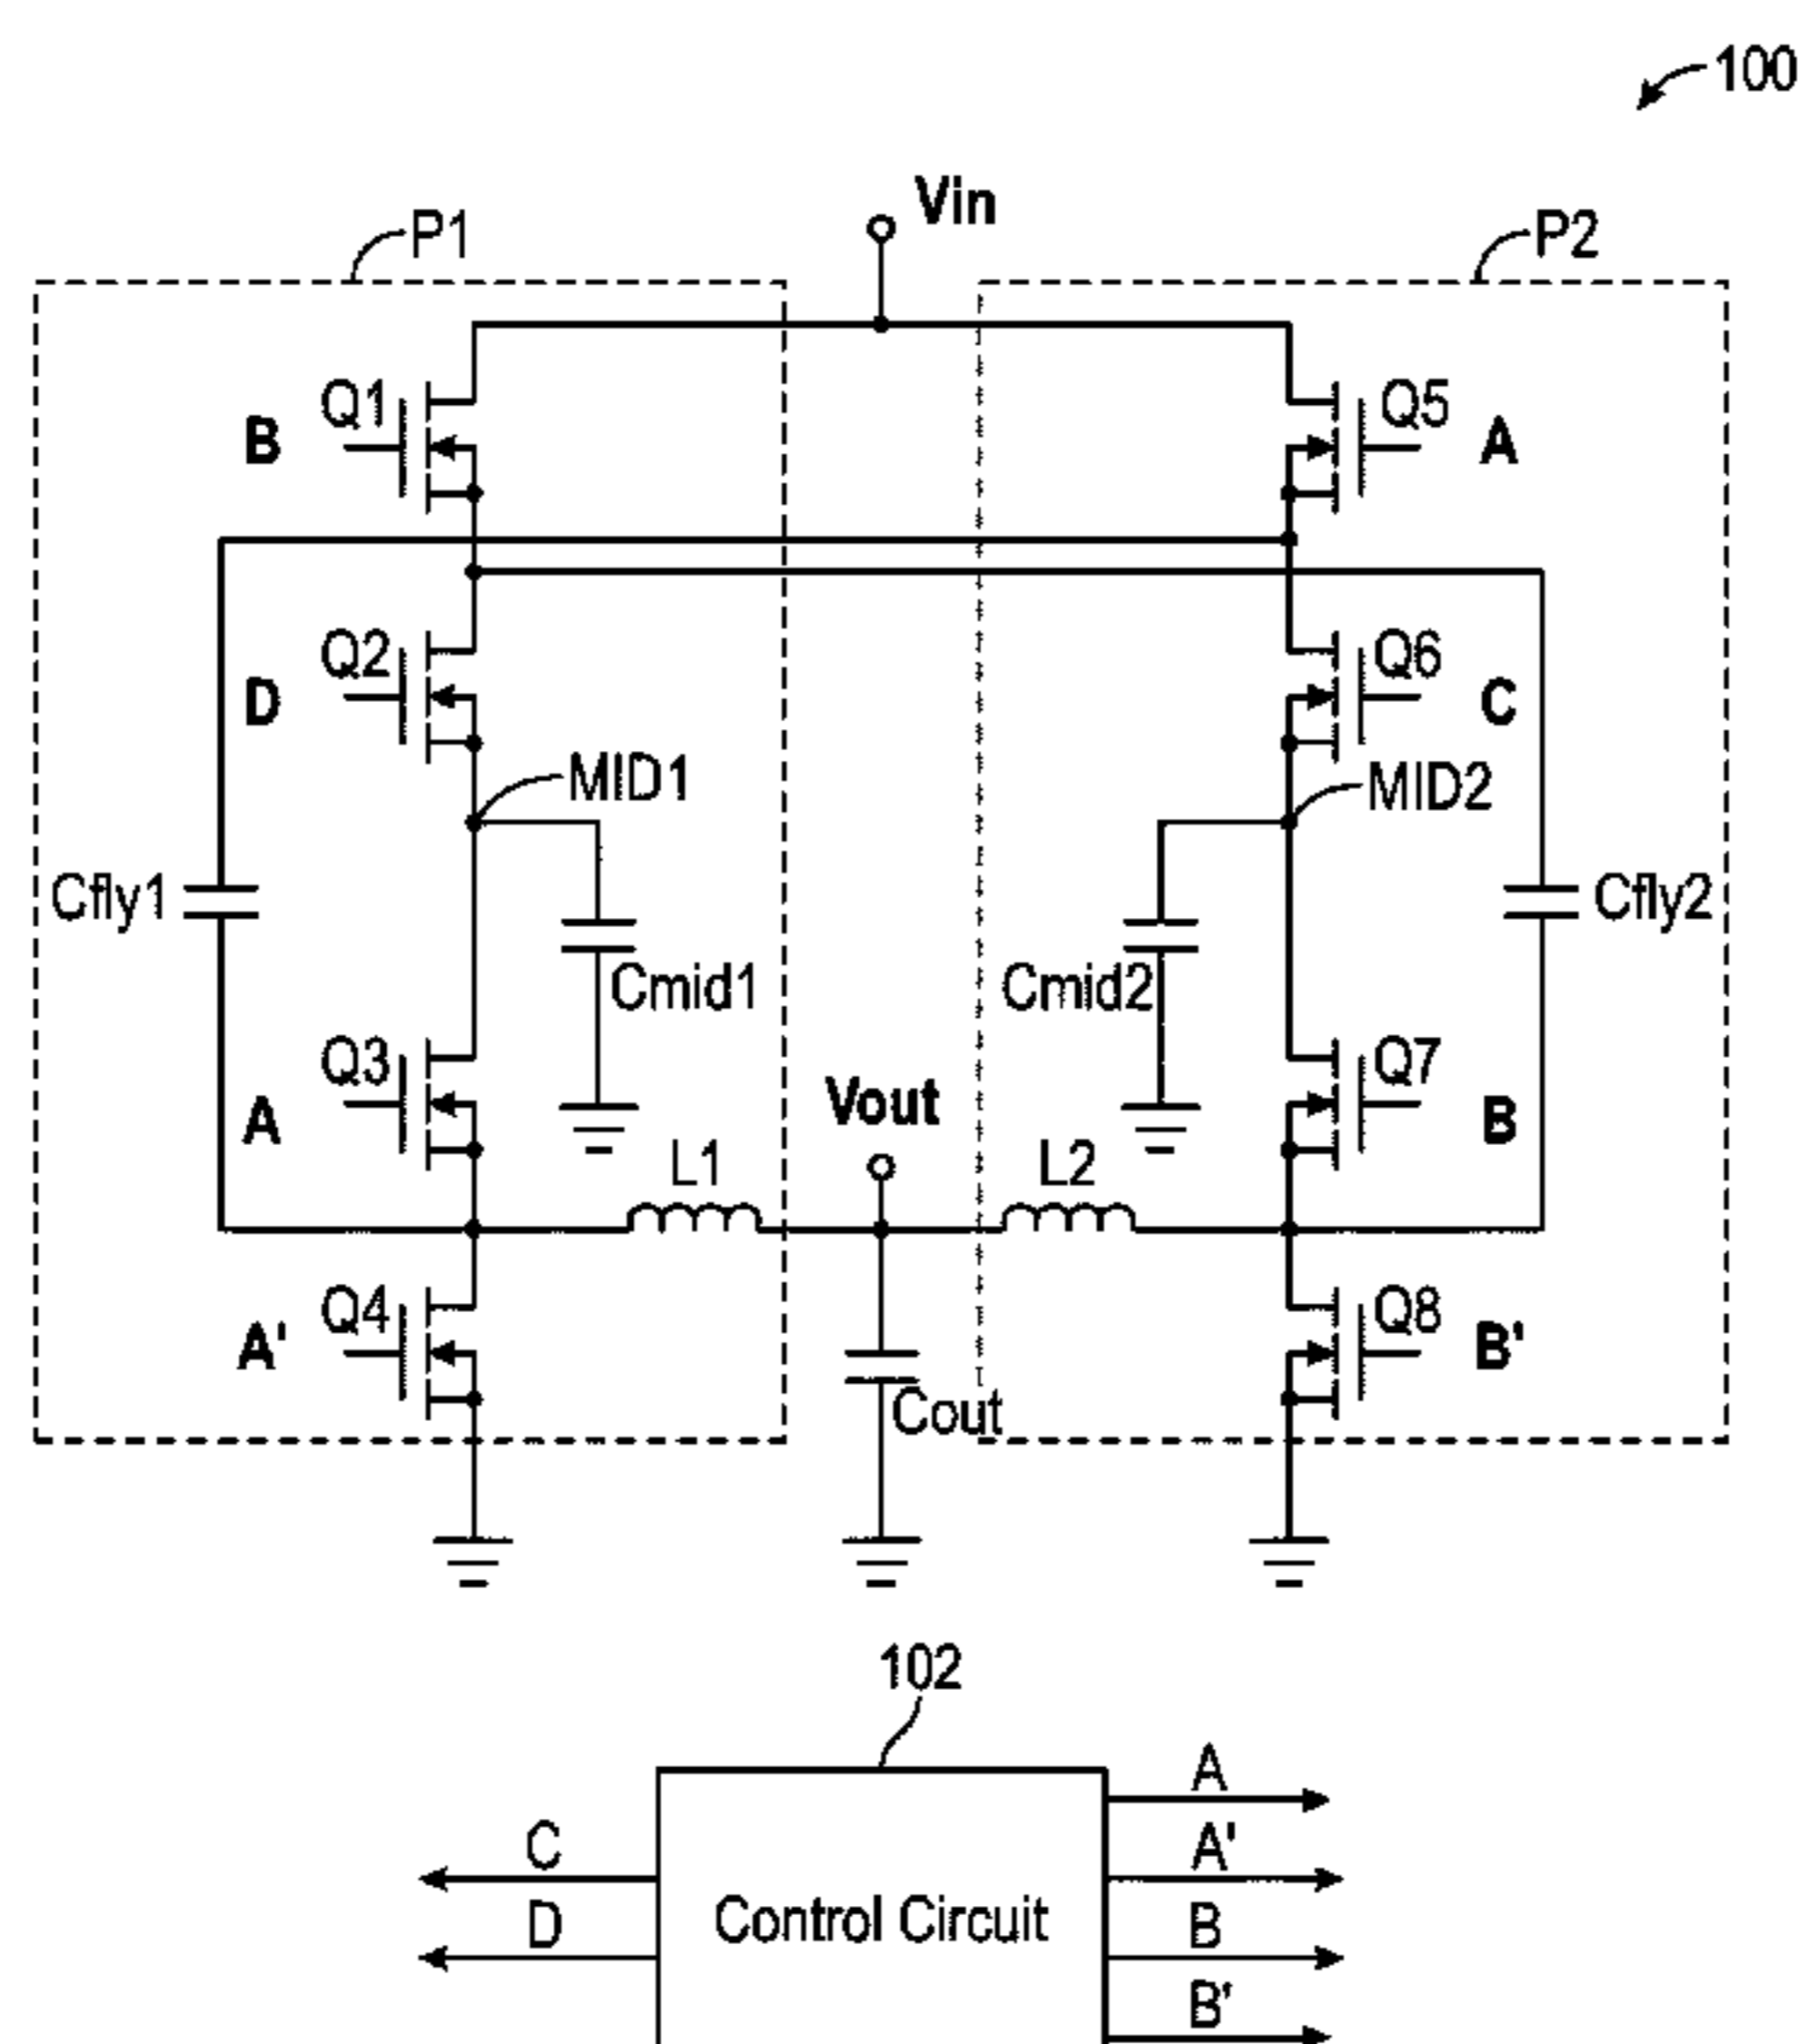 100
Vin
P1
P2
Q1
B
Q5
A
Q2
D
Q6
C
MID1
MID2
Cfly1
Cmid1
Cmid2
Cfly2
Q3
A
Vout
Q7
B
L1
L2
Q4
A'
Q8
B'
Cout
102
A
C
A'
Control Circuit
D
B
B'